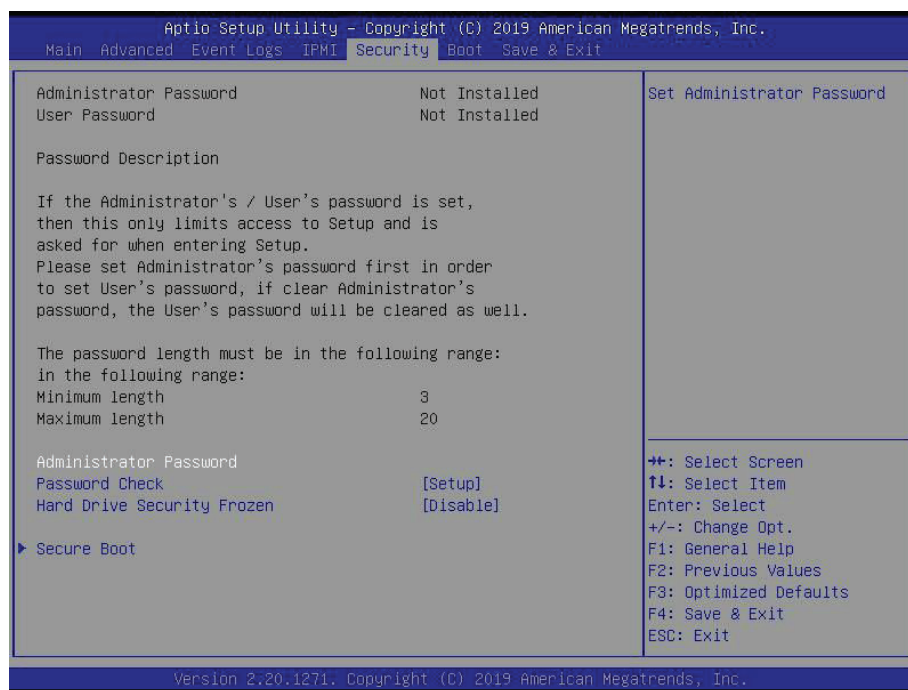 Aptio Setup Utility – Copyright (C) 2019 American Megatrends, Inc.
Main Advanced Event Logs IPMI Security Boot Save & Exit
Administrator Password Not Installed
User Password Not Installed
Password Description
If the Administrator's / User's password is set,
then this only limits access to Setup and is
asked for when entering Setup.
Please set Administrator's password first in order
to set User's password, if clear Administrator's
password, the User's password will be cleared as well.
The password length must be in the following range:
in the following range:
Minimum length 3
Maximum length 20
Administrator Password
Password Check [Setup]
Hard Drive Security Frozen [Disable]
▶ Secure Boot
Set Administrator Password
→←: Select Screen
↑↓: Select Item
Enter: Select
+/-: Change Opt.
F1: General Help
F2: Previous Values
F3: Optimized Defaults
F4: Save & Exit
ESC: Exit
Version 2.20.1271. Copyright (C) 2019 American Megatrends, Inc.